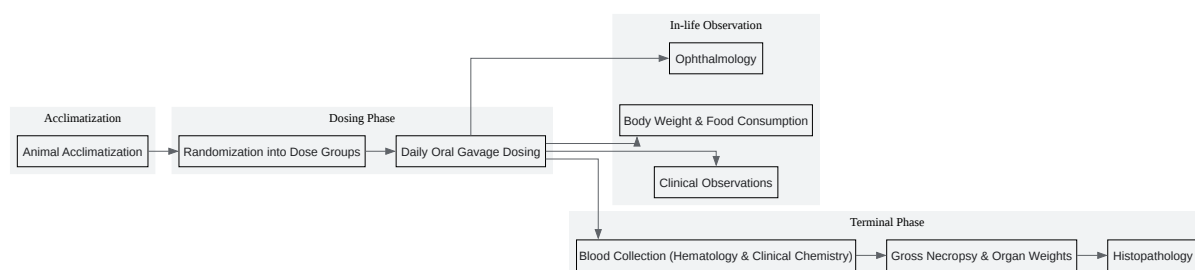 In-life Observation
Ophthalmology
Acclimatization
Dosing Phase
Body Weight & Food Consumption
Animal Acclimatization
Randomization into Dose Groups
Daily Oral Gavage Dosing
Clinical Observations
Terminal Phase
Blood Collection (Hematology & Clinical Chemistry)
Gross Necropsy & Organ Weights
Histopathology